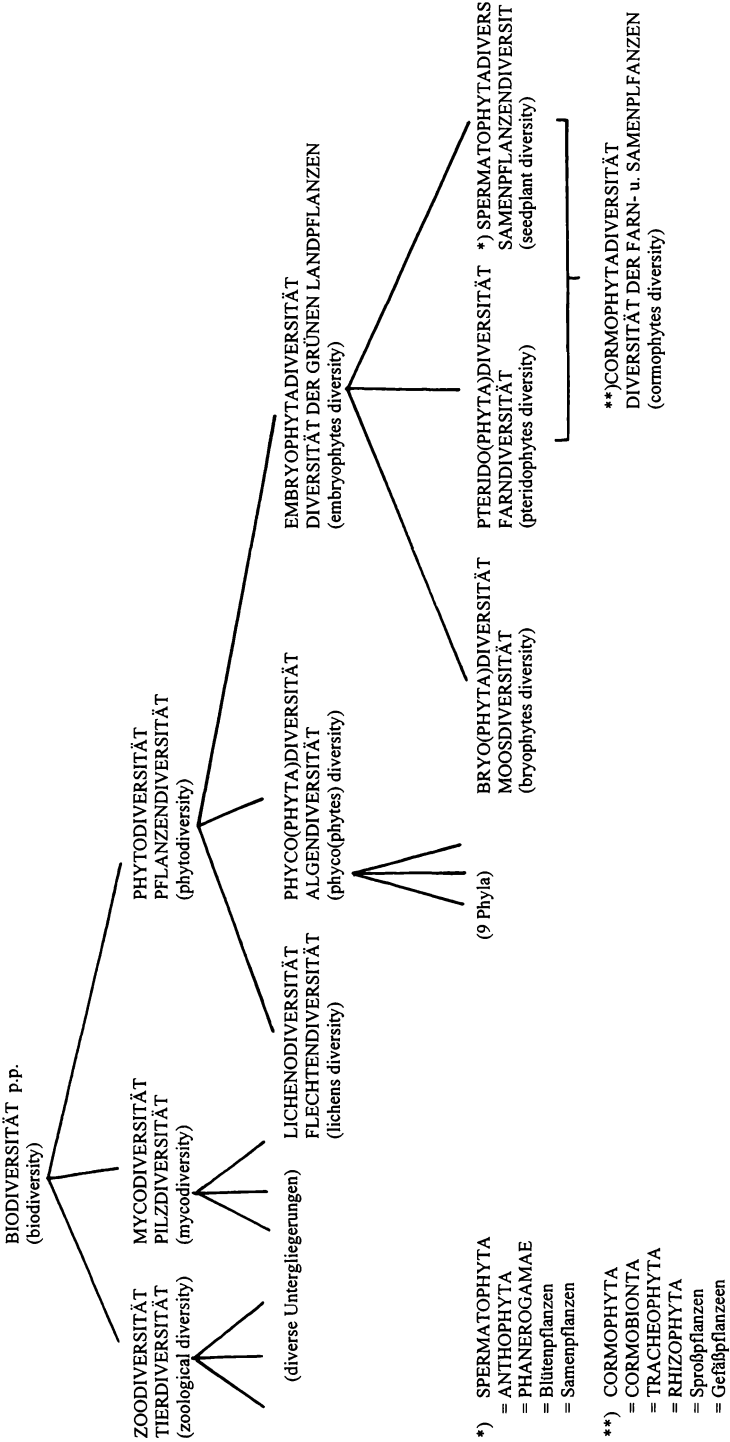 BIODIVERSITÄT p.p.
(biodiversity)
ZOODIVERSITÄT
TIERDIVERSITÄT
(zoological diversity)
MYCODIVERSITÄT
PILZDIVERSITÄT
(mycodiversity)
PHYTODIVERSITÄT
PFLANZENDIVERSITÄT
(phytodiversity)
(diverse Untergliegerungen)
LICHENODIVERSITÄT
FLECHTENDIVERSITÄT
(lichens diversity)
PHYCO(PHYTA)DIVERSITÄT
ALGENDIVERSITÄT
(phyco(phytes) diversity)
EMBRYOPHYTADIVERSITÄT
DIVERSITÄT DER GRÜNEN LANDPFLANZEN
(embryophytes diversity)
(9 Phyla)
BRYO(PHYTA)DIVERSITÄT
MOOSDIVERSITÄT
(bryophytes diversity)
PTERIDO(PHYTA)DIVERSITÄT
FARNDIVERSITÄT
(pteridophytes diversity)
*) SPERMATOPHYTADIVERS
SAMENPFLANZENDIVERSIT
(seedplant diversity)
**)CORMOPHYTADIVERSITÄT
DIVERSITÄT DER FARN- u. SAMENPLFANZEN
(cormophytes diversity)
*) SPERMATOPHYTA
= ANTHOPHYTA
= PHANEROGAMAE
= Blütenpflanzen
= Samenpflanzen
**) CORMOPHYTA
= CORMOBIONTA
= TRACHEOPHYTA
= RHIZOPHYTA
= Sproßpflanzen
= Gefäßpflanzeen